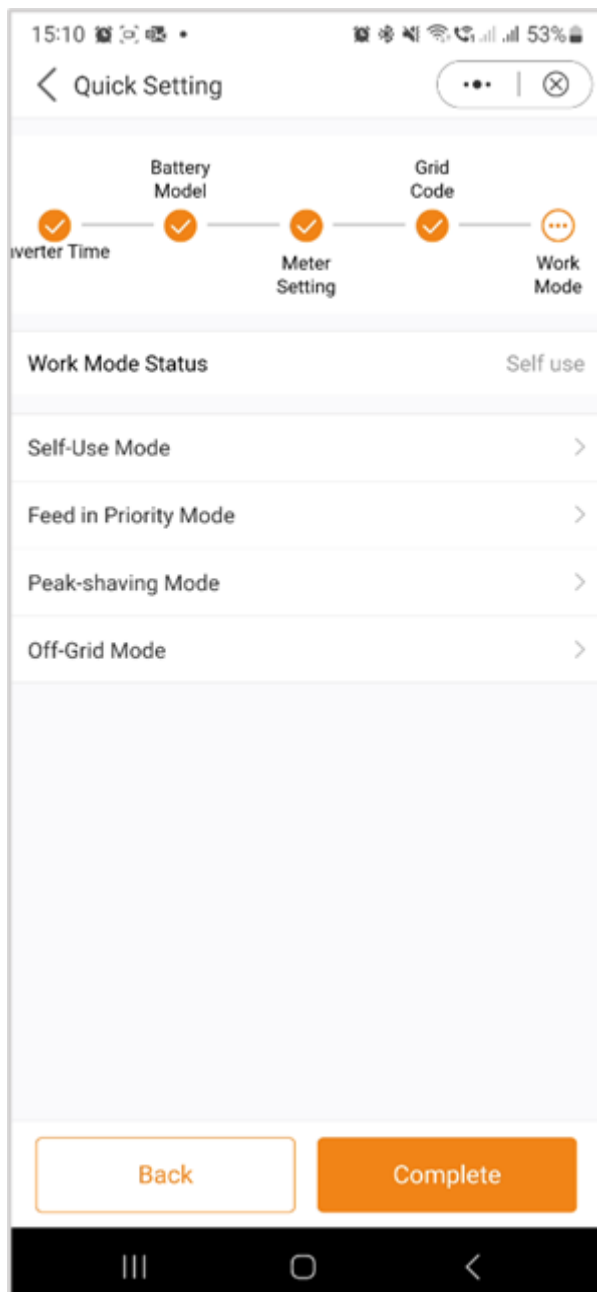 15:10
53%
Quick Setting
Battery
Model
Grid
Code
verter Time
Meter
Setting
Work
Mode
Work Mode Status
Self use
Self-Use Mode
Feed in Priority Mode
Peak-shaving Mode
Off-Grid Mode
Back
Complete